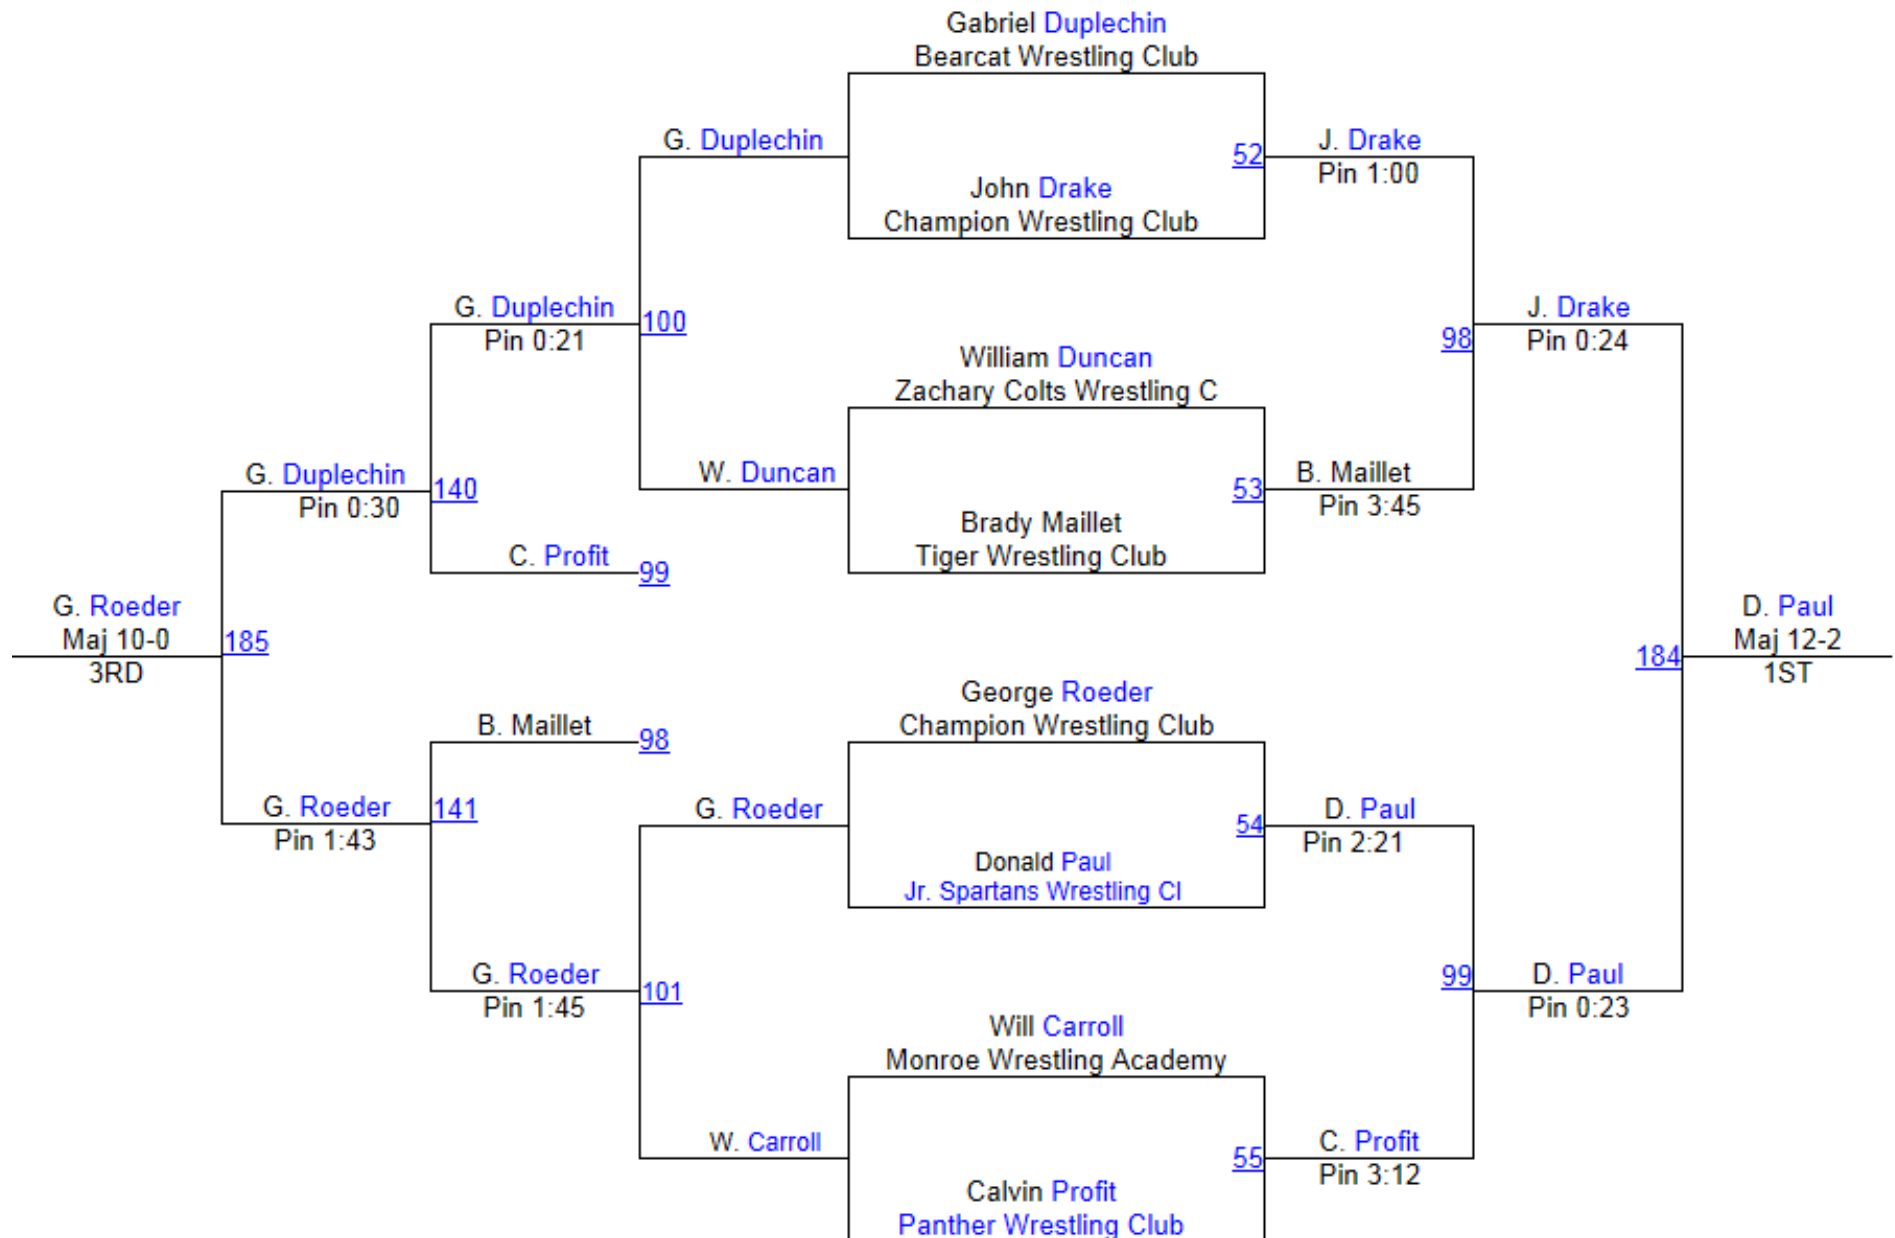 Gabriel Duplechin
Bearcat Wrestling Club
G. Duplechin
52
J. Drake
Pin 1:00
John Drake
Champion Wrestling Club
G. Duplechin
Pin 0:21
100
J. Drake
Pin 0:24
98
William Duncan
Zachary Colts Wrestling C
G. Duplechin
Pin 0:30
140
W. Duncan
53
B. Maillet
Pin 3:45
Brady Maillet
Tiger Wrestling Club
C. Profit
99
G. Roeder
Maj 10-0
3RD
185
184
D. Paul
Maj 12-2
1ST
George Roeder
Champion Wrestling Club
B. Maillet
98
G. Roeder
Pin 1:43
141
G. Roeder
54
D. Paul
Pin 2:21
Donald Paul
Jr. Spartans Wrestling Cl
G. Roeder
Pin 1:45
101
99
D. Paul
Pin 0:23
Will Carroll
Monroe Wrestling Academy
W. Carroll
55
C. Profit
Pin 3:12
Calvin Profit
Panther Wrestling Club